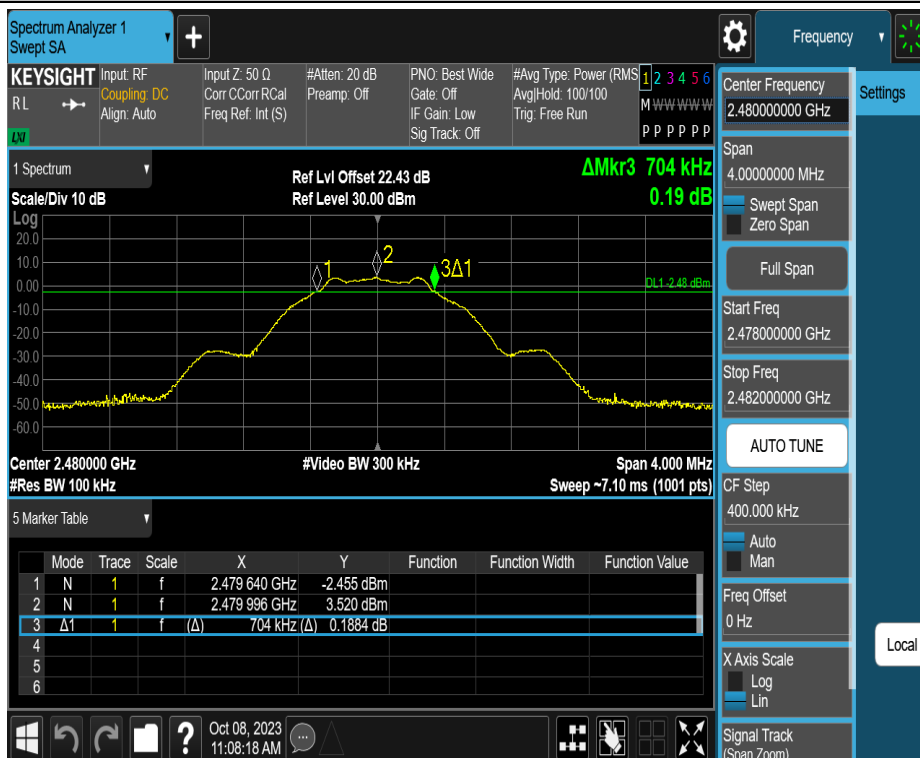 Spectrum Analyzer 1
Swept SA
+
Frequency
KEYSIGHT
RL
LXI
Input: RF
Coupling: DC
Align: Auto
Input Z: 50 Ω
Corr CCorr RCal
Freq Ref: Int (S)
#Atten: 20 dB
Preamp: Off
PNO: Best Wide
Gate: Off
IF Gain: Low
Sig Track: Off
#Avg Type: Power (RMS
Avg|Hold: 100/100
Trig: Free Run
1 2 3 4 5 6
M W W W W W
P P P P P P
1 Spectrum
Scale/Div 10 dB
Ref Lvl Offset 22.43 dB
Ref Level 30.00 dBm
ΔMkr3 704 kHz
0.19 dB
Log
20.0
10.0
0.00
-10.0
-20.0
-30.0
-40.0
-50.0
-60.0
1
2
3Δ1
DL1 -2.48 dBm
Center 2.480000 GHz
#Video BW 300 kHz
Span 4.000 MHz
#Res BW 100 kHz
Sweep ~7.10 ms (1001 pts)
5 Marker Table
Mode Trace Scale X Y Function Function Width Function Value
1 N 1 f 2.479 640 GHz -2.455 dBm
2 N 1 f 2.479 996 GHz 3.520 dBm
3 Δ1 1 f (Δ) 704 kHz (Δ) 0.1884 dB
4
5
6
?
Oct 08, 2023
11:08:18 AM
Center Frequency
2.480000000 GHz
Settings
Span
4.00000000 MHz
Swept Span
Zero Span
Full Span
Start Freq
2.478000000 GHz
Stop Freq
2.482000000 GHz
AUTO TUNE
CF Step
400.000 kHz
Auto
Man
Freq Offset
0 Hz
Local
X Axis Scale
Log
Lin
Signal Track
(Span Zoom)